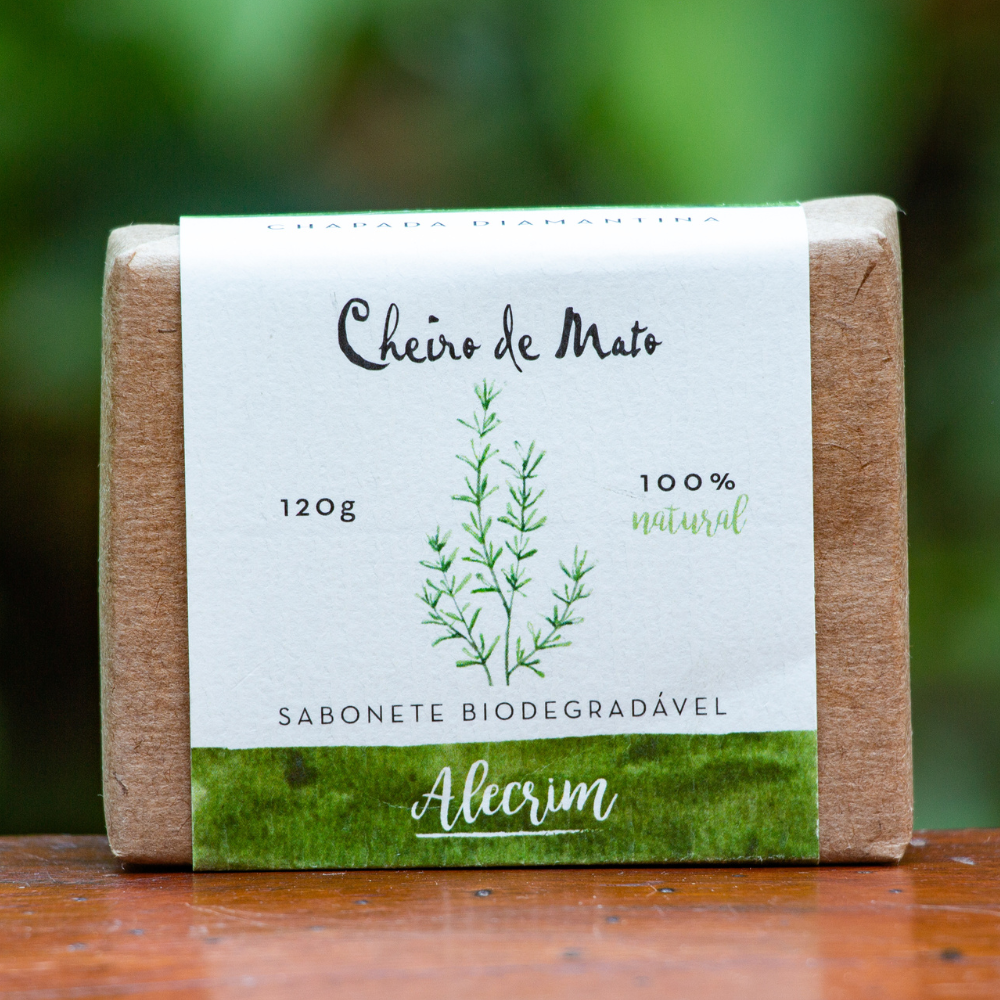 CHAPADA DIAMANTINA
Cheiro de Mato
120g
100%
natural
SABONETE BIODEGRADÁVEL
Alecrim